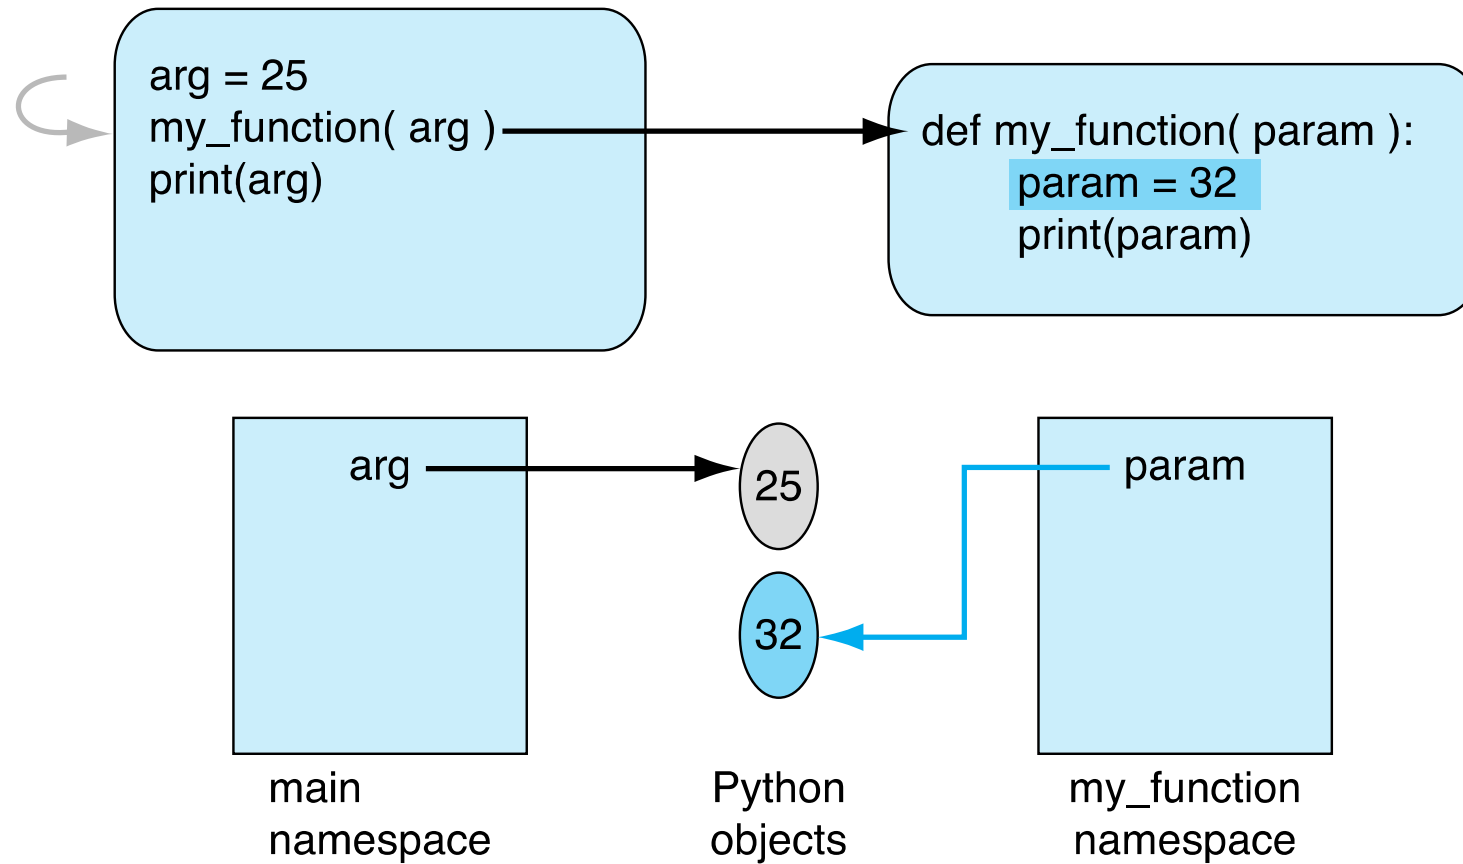 arg = 25
my_function( arg )
print(arg)
def my_function( param ):
param = 32
print(param)
arg
25
32
param
main
namespace
Python
objects
my_function
namespace